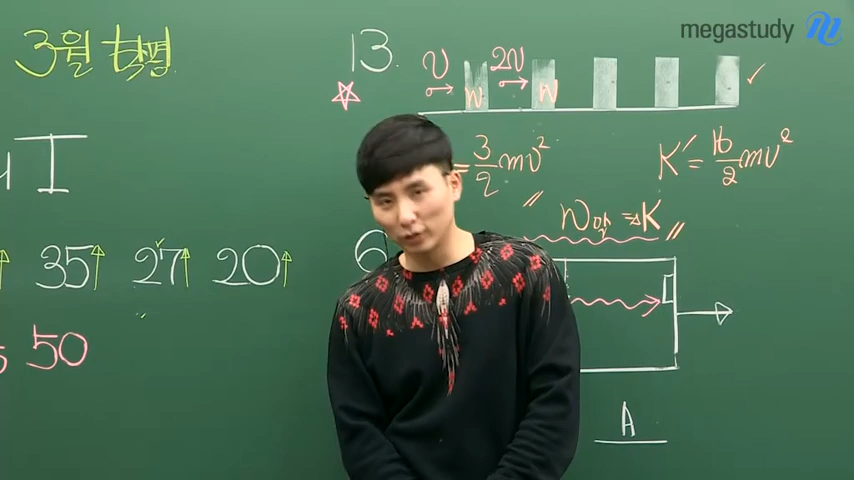 megastudy
3월 학평
13.
v 2v
W W
= 3/2 mv²
K' = 16/2 mv²
W알 ⇒ K
I
35↑ 27↑ 20↑
6
50
A